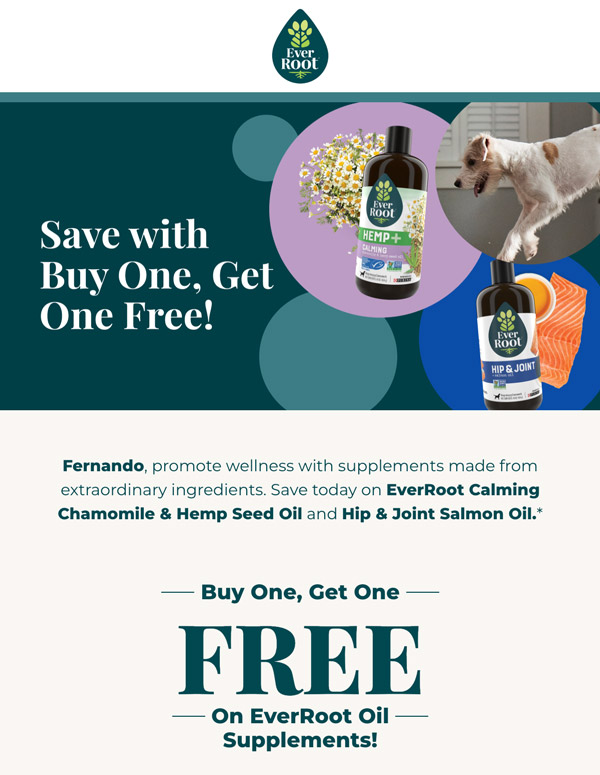 Ever
Root
Save with
Buy One, Get
One Free!
Ever
Root
HEMP+
CALMING
Ever
Root
HIP & JOINT
Fernando, promote wellness with supplements made from
extraordinary ingredients. Save today on EverRoot Calming
Chamomile & Hemp Seed Oil and Hip & Joint Salmon Oil.*
Buy One, Get One
FREE
On EverRoot Oil
Supplements!